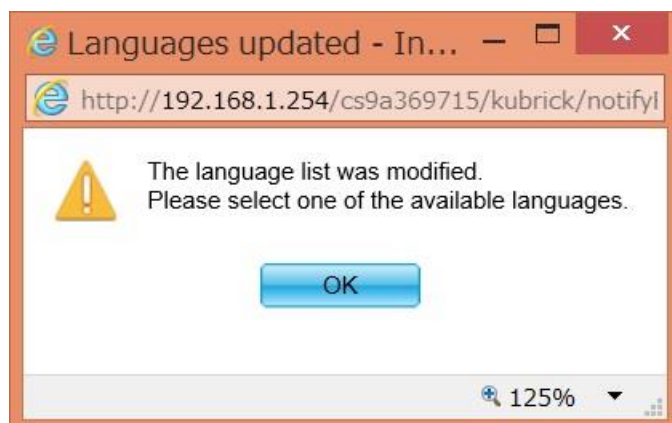 Languages updated - In...
http://192.168.1.254/cs9a369715/kubrick/notifyl
The language list was modified.
Please select one of the available languages.
OK
125%